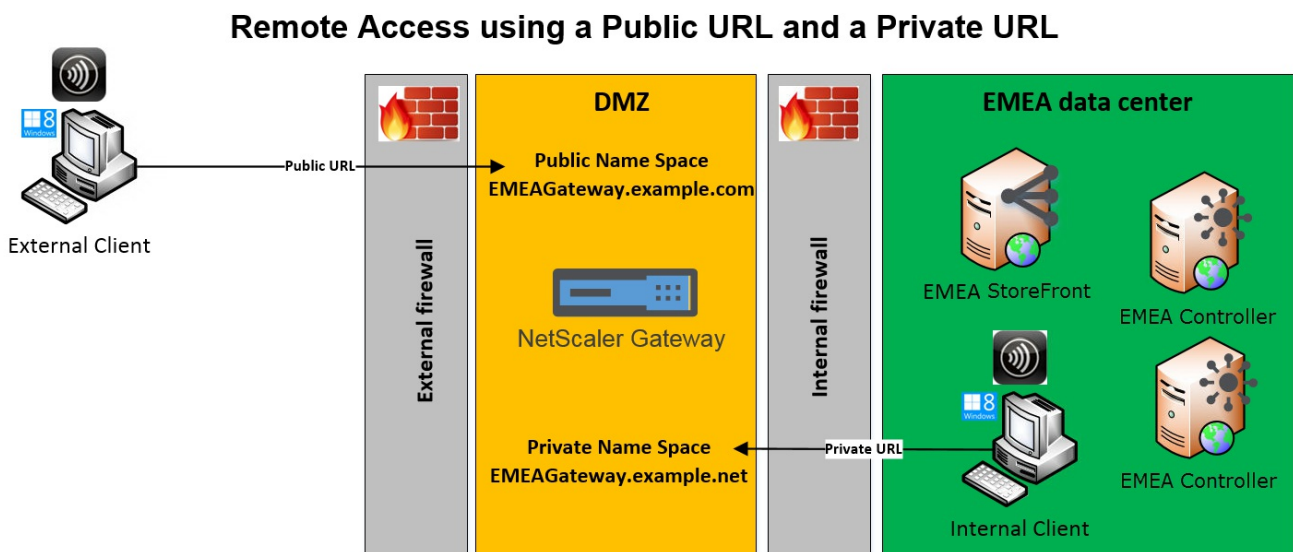 Remote Access using a Public URL and a Private URL
8
Windows
External Client
Public URL
External firewall
DMZ
Public Name Space
EMEAGateway.example.com
NetScaler Gateway
Private Name Space
EMEAGateway.example.net
Internal firewall
Private URL
EMEA data center
EMEA StoreFront
EMEA Controller
8
Windows
Internal Client
EMEA Controller